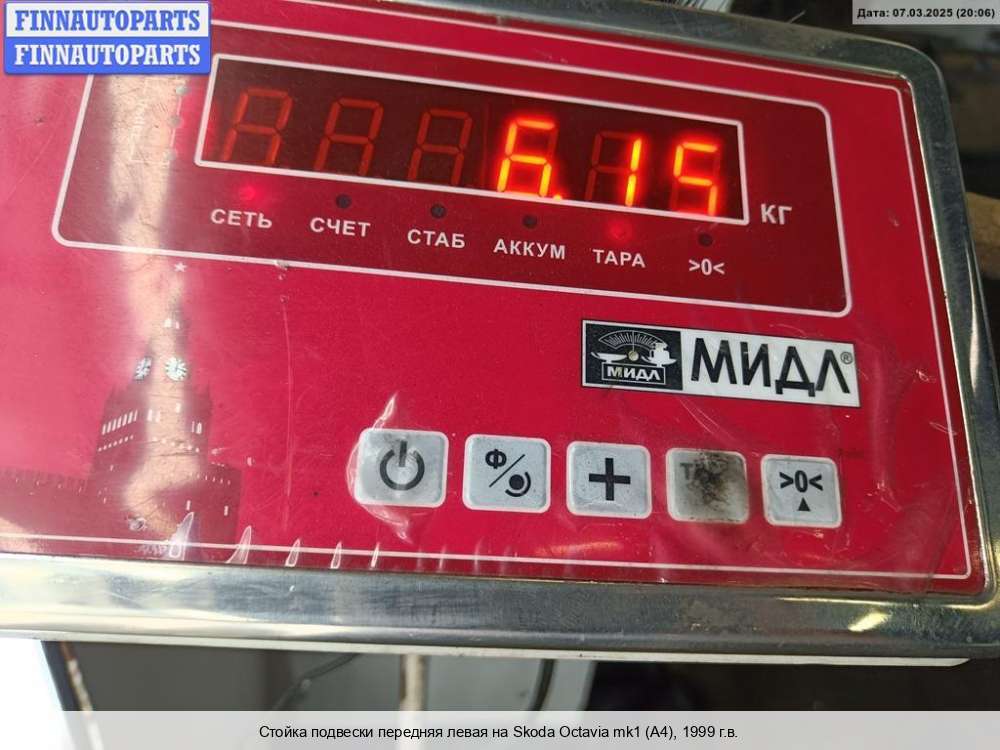 FINNAUTOPARTS
FINNAUTOPARTS
Дата: 07.03.2025 (20:06)
6.15
КГ
СЕТЬ СЧЕТ СТАБ АККУМ ТАРА >0<
МИДЛ МИДЛ®
Ф
>0<
Стойка подвески передняя левая на Skoda Octavia mk1 (A4), 1999 г.в.